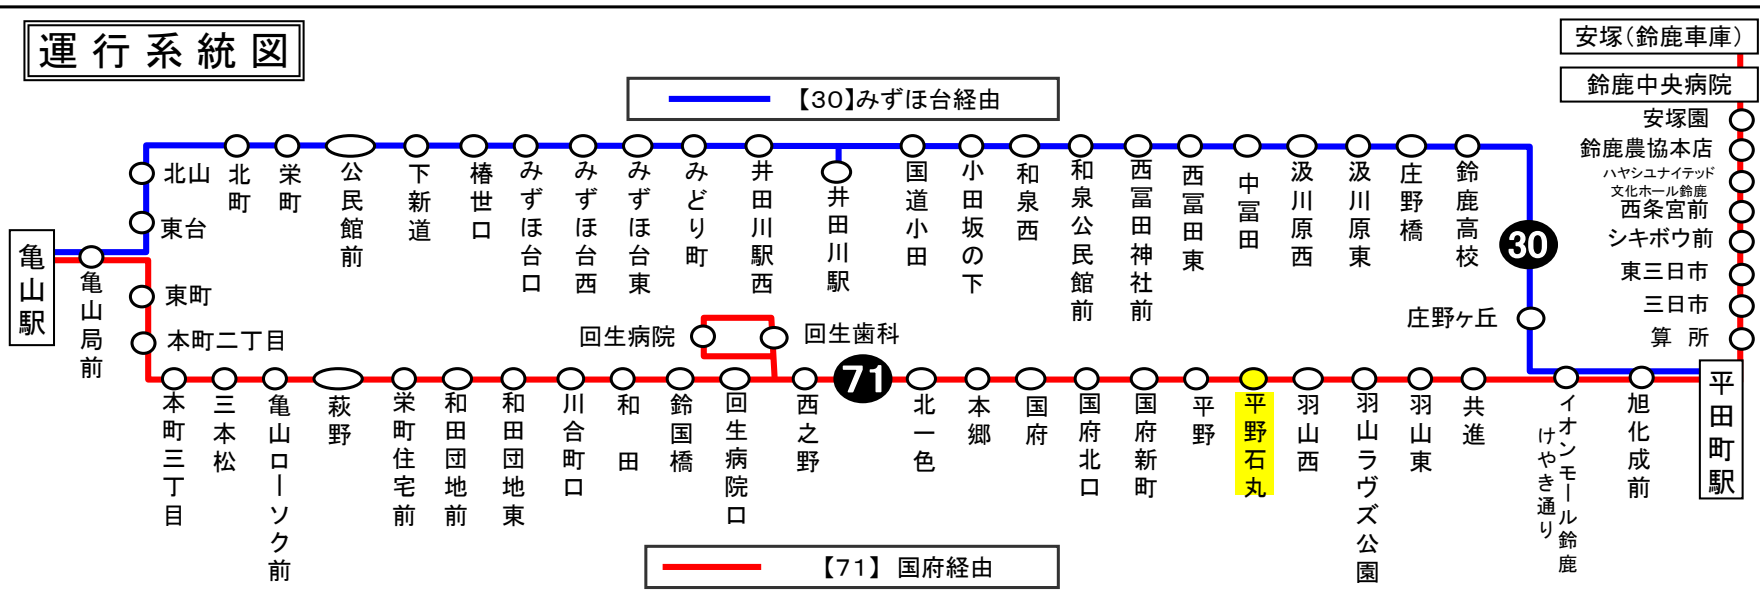 運行系統図
【30】みずほ台経由
安塚(鈴鹿車庫)
鈴鹿中央病院
安塚園
鈴鹿農協本店
ハヤシユナイテッド
文化ホール鈴鹿
西条宮前
シキボウ前
東三日市
三日市
算 所
平田町駅
亀山駅
亀山局前
東台
北山
北町
栄町
公民館前
下新道
椿世口
みずほ台口
みずほ台西
みずほ台東
みどり町
井田川駅西
井田川駅
国道小田
小田坂の下
和泉西
和泉公民館前
西冨田神社前
西冨田東
中冨田
汲川原西
汲川原東
庄野橋
鈴鹿高校
30
庄野ヶ丘
東町
本町二丁目
本町三丁目
三本松
亀山ローソク前
萩野
栄町住宅前
和田団地前
和田団地東
川合町口
和 田
鈴国橋
回生病院口
回生病院
回生歯科
西之野
71
北一色
本郷
国府
国府北口
国府新町
平野
平野石丸
羽山西
羽山ラヴズ公園
羽山東
共進
イオンモール鈴鹿
けやき通り
旭化成前
【71】国府経由